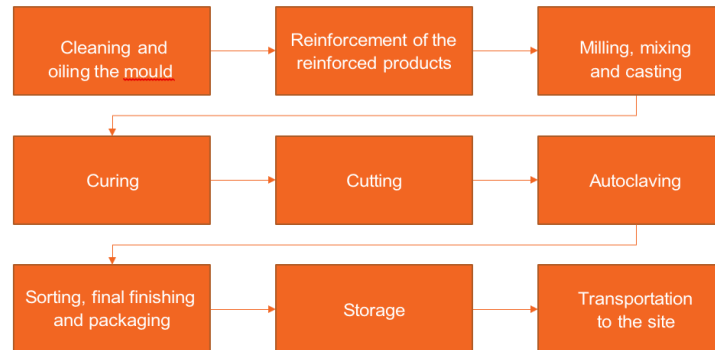 Cleaning and
oiling the mould
Reinforcement of the
reinforced products
Milling, mixing
and casting
Curing
Cutting
Autoclaving
Sorting, final finishing
and packaging
Storage
Transportation
to the site